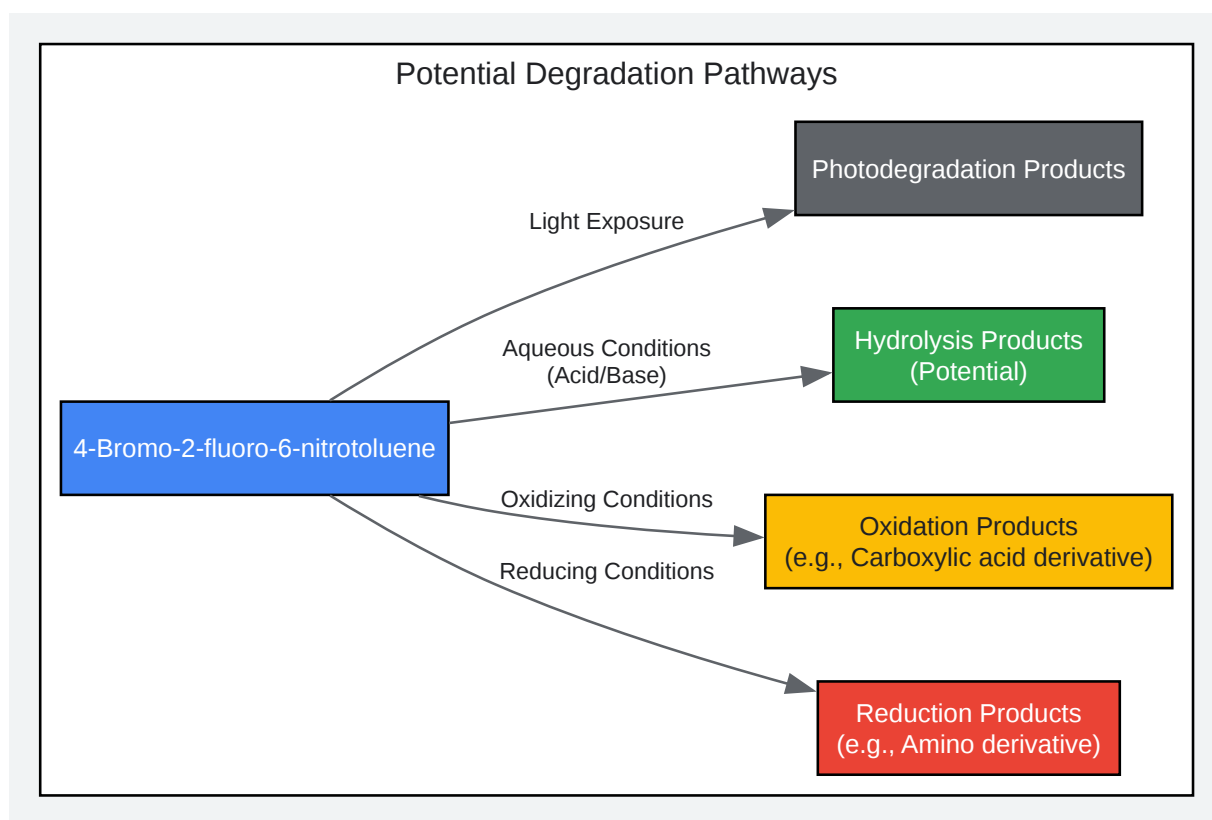 Potential Degradation Pathways
Photodegradation Products
Light Exposure
Hydrolysis Products
(Potential)
Aqueous Conditions
(Acid/Base)
4-Bromo-2-fluoro-6-nitrotoluene
Oxidizing Conditions
Oxidation Products
(e.g., Carboxylic acid derivative)
Reducing Conditions
Reduction Products
(e.g., Amino derivative)